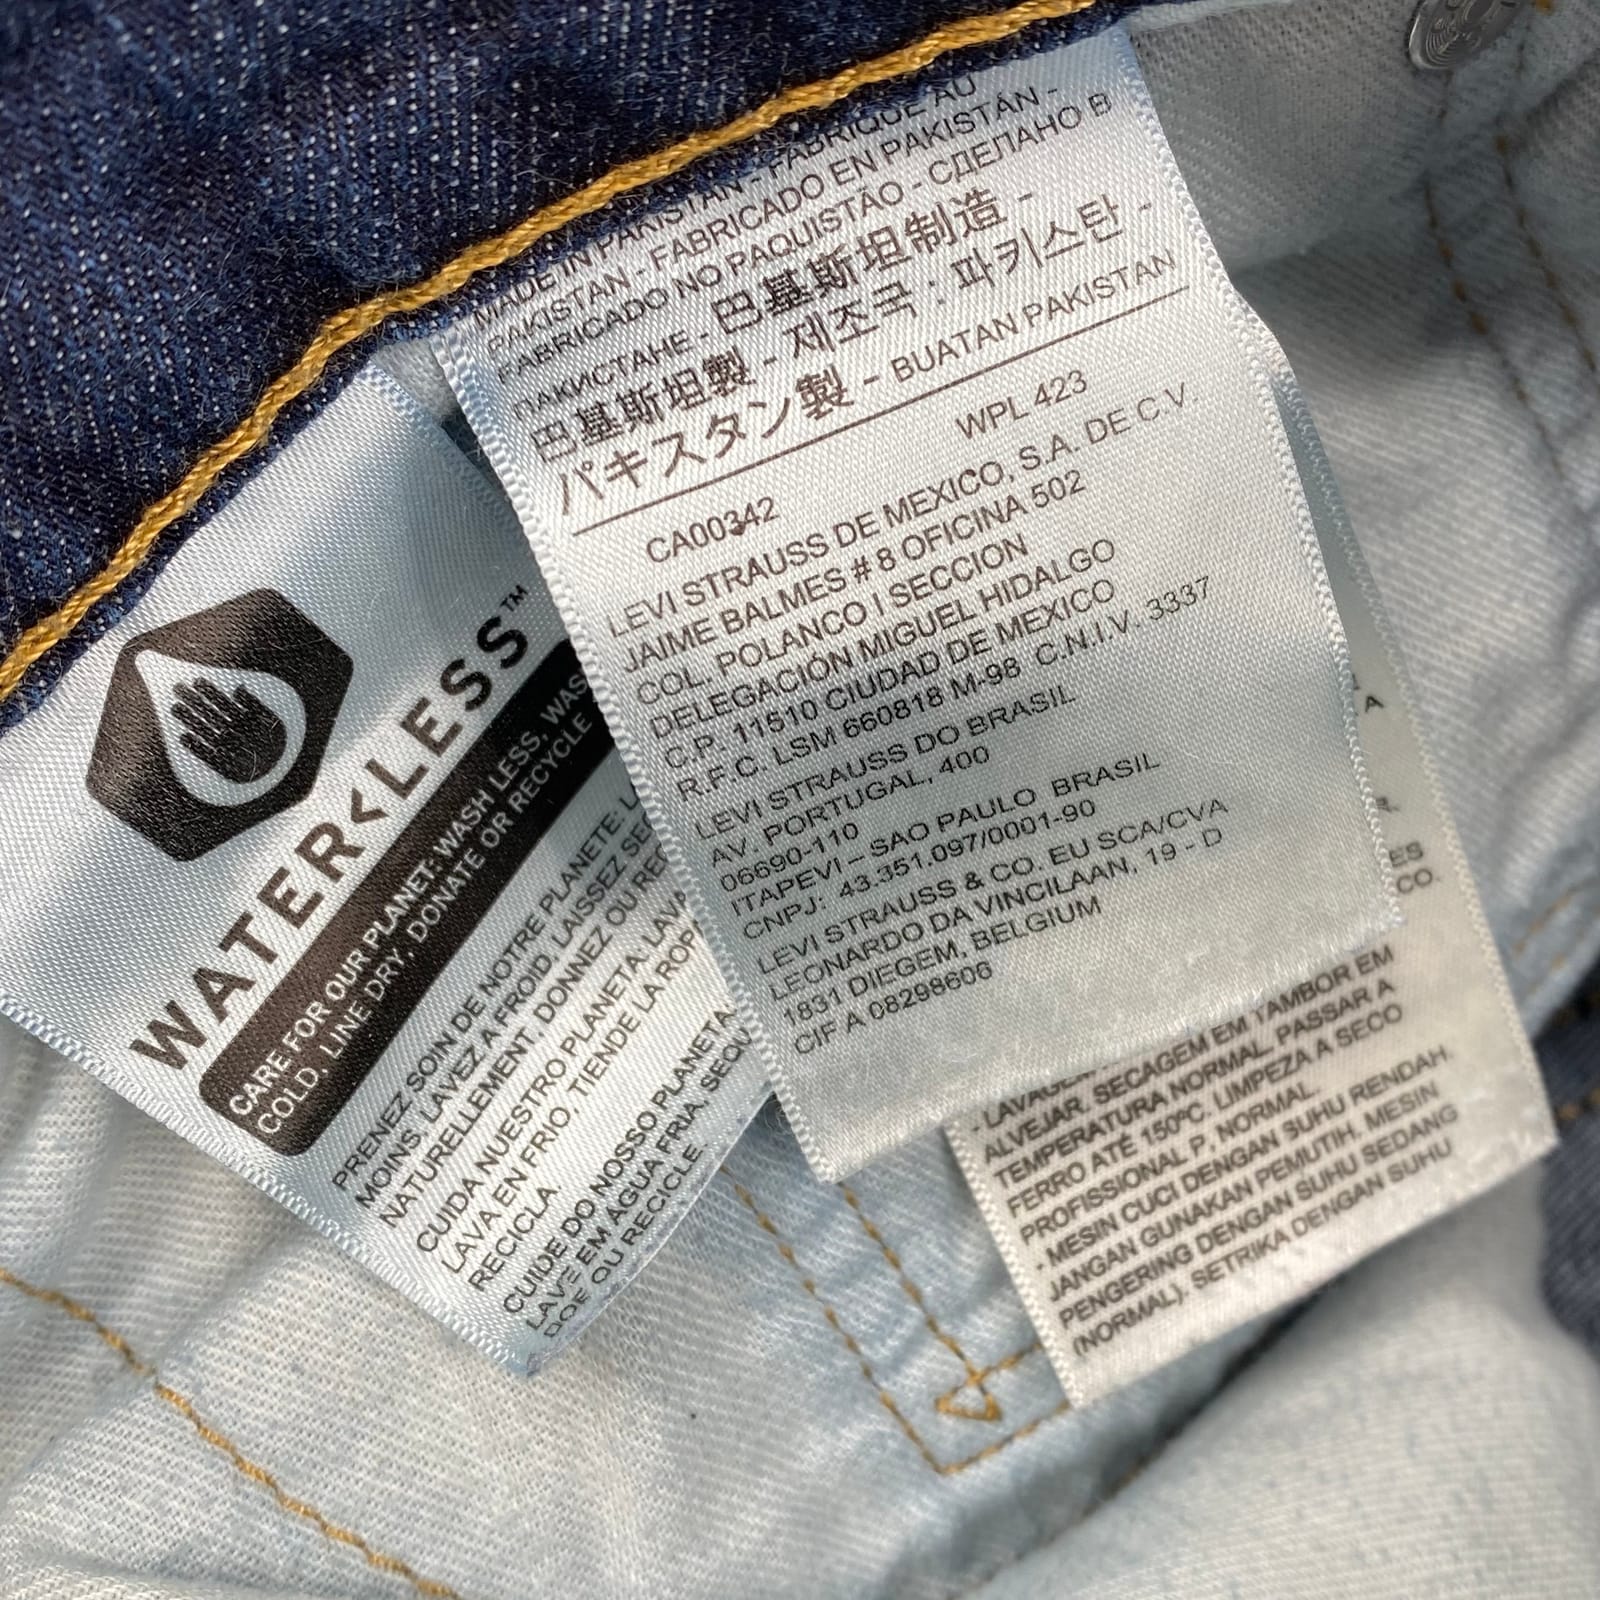 WATER<LESS™
CARE FOR OUR PLANET: WASH LESS, WASH
COLD, LINE DRY, DONATE OR RECYCLE
PRENEZ SOIN DE NOTRE PLANÈTE:
MOINS, LAVEZ A FROID, LAISSEZ
NATURELLEMENT, DONNEZ OU
CUIDA NUESTRO PLANETA:
LAVA EN FRIO, TIENDE LA ROPA
RECICLA
CUIDE DO NOSSO PLANETA.
LAVE EM ÁGUA FRIA,
DOE OU RECICLE.
MADE IN PAKISTAN - FABRIQUE AU
PAKISTAN - FABRICADO EN PAKISTÁN -
FABRICADO NO PAQUISTÃO - СДЕЛАНО В
ПАКИСТАНЕ - 巴基斯坦制造 -
巴基斯坦製 - 제조국 : 파키스탄 -
パキスタン製 - BUATAN PAKISTAN
WPL 423
CA00342
LEVI STRAUSS DE MEXICO, S.A. DE C.V.
JAIME BALMES # 8 OFICINA 502
COL. POLANCO I SECCION
DELEGACIÓN MIGUEL HIDALGO
C.P. 11510 CIUDAD DE MEXICO
R.F.C. LSM 660818 M-98 C.N.I.V. 3337
LEVI STRAUSS DO BRASIL
AV. PORTUGAL, 400
06690-110
ITAPEVI – SAO PAULO BRASIL
CNPJ: 43.351.097/0001-90
LEVI STRAUSS & CO. EU SCA/CVA
LEONARDO DA VINCILAAN, 19 - D
1831 DIEGEM, BELGIUM
CIF A 08298606
A
CO.
- LAVAGEM EM TAMBOR EM
ALVEJAR. SECAGEM EM TAMBOR EM
TEMPERATURA NORMAL. PASSAR A
FERRO ATÉ 150ºC. LIMPEZA A SECO
PROFISSIONAL P, NORMAL.
- MESIN CUCI DENGAN SUHU RENDAH.
JANGAN GUNAKAN PEMUTIH. MESIN
PENGERING DENGAN SUHU SEDANG
(NORMAL). SETRIKA DENGAN SUHU